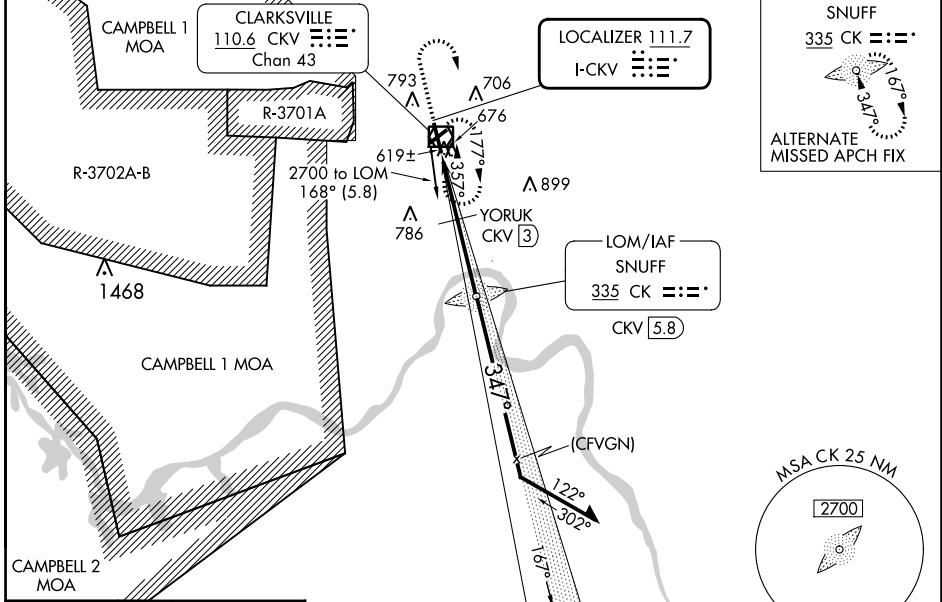 CAMPBELL 1
MOA
CLARKSVILLE
110.6 CKV
Chan 43
LOCALIZER 111.7
I-CKV
SNUFF
335 CK
167°
347°
ALTERNATE
MISSED APCH FIX
R-3701A
793
706
676
177°
619±
357°
2700 to LOM
168° (5.8)
R-3702A-B
899
786
YORUK
CKV 3
LOM/IAF
SNUFF
335 CK
CKV 5.8
1468
CAMPBELL 1 MOA
347°
(CFVGN)
122°
302°
167°
MSA CK 25 NM
2700
CAMPBELL 2
MOA